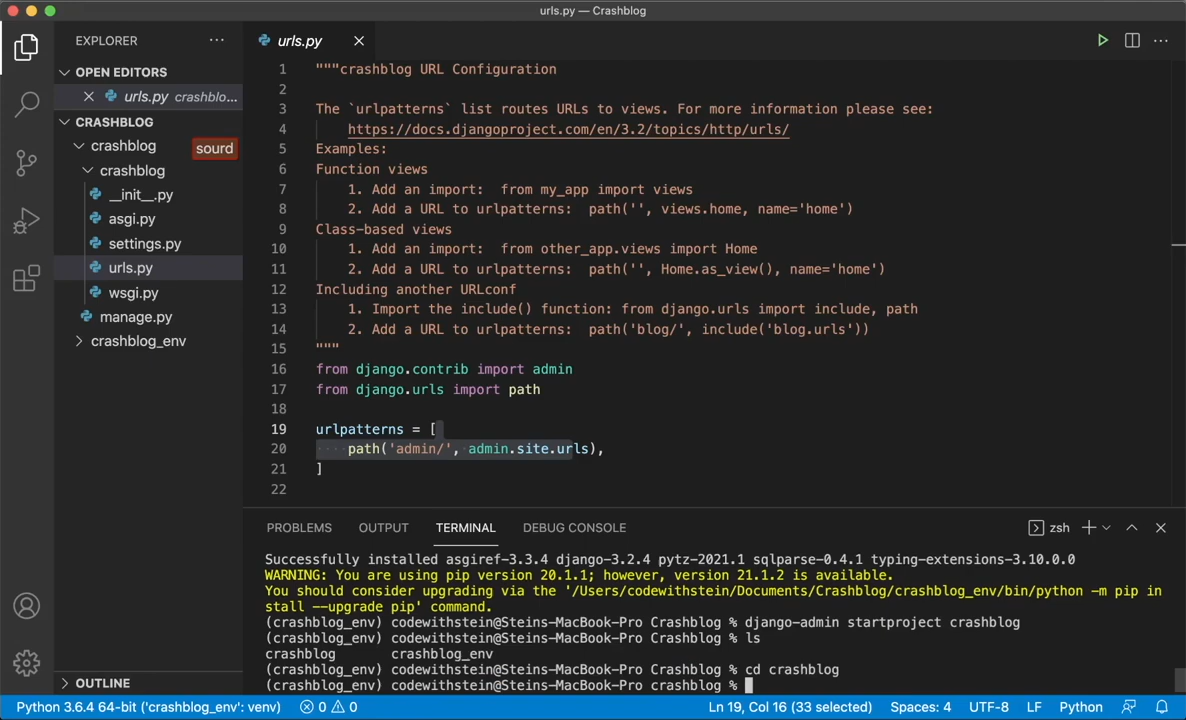 urls.py — Crashblog
EXPLORER
OPEN EDITORS
urls.py crashblo...
CRASHBLOG
crashblog
sourd
crashblog
__init__.py
asgi.py
settings.py
urls.py
wsgi.py
manage.py
crashblog_env
OUTLINE
urls.py
1 """crashblog URL Configuration
2
3 The `urlpatterns` list routes URLs to views. For more information please see:
4     https://docs.djangoproject.com/en/3.2/topics/http/urls/
5 Examples:
6 Function views
7     1. Add an import:  from my_app import views
8     2. Add a URL to urlpatterns:  path('', views.home, name='home')
9 Class-based views
10     1. Add an import:  from other_app.views import Home
11     2. Add a URL to urlpatterns:  path('', Home.as_view(), name='home')
12 Including another URLconf
13     1. Import the include() function: from django.urls import include, path
14     2. Add a URL to urlpatterns:  path('blog/', include('blog.urls'))
15 """
16 from django.contrib import admin
17 from django.urls import path
18
19 urlpatterns = [
20     path('admin/', admin.site.urls),
21 ]
22
PROBLEMS OUTPUT TERMINAL DEBUG CONSOLE
zsh
Successfully installed asgiref-3.3.4 django-3.2.4 pytz-2021.1 sqlparse-0.4.1 typing-extensions-3.10.0.0
WARNING: You are using pip version 20.1.1; however, version 21.1.2 is available.
You should consider upgrading via the '/Users/codewithstein/Documents/Crashblog/crashblog_env/bin/python -m pip in
stall --upgrade pip' command.
(crashblog_env) codewithstein@Steins-MacBook-Pro Crashblog % django-admin startproject crashblog
(crashblog_env) codewithstein@Steins-MacBook-Pro Crashblog % ls
crashblog       crashblog_env
(crashblog_env) codewithstein@Steins-MacBook-Pro Crashblog % cd crashblog
(crashblog_env) codewithstein@Steins-MacBook-Pro crashblog %
Python 3.6.4 64-bit ('crashblog_env': venv) 0 0 Ln 19, Col 16 (33 selected) Spaces: 4 UTF-8 LF Python